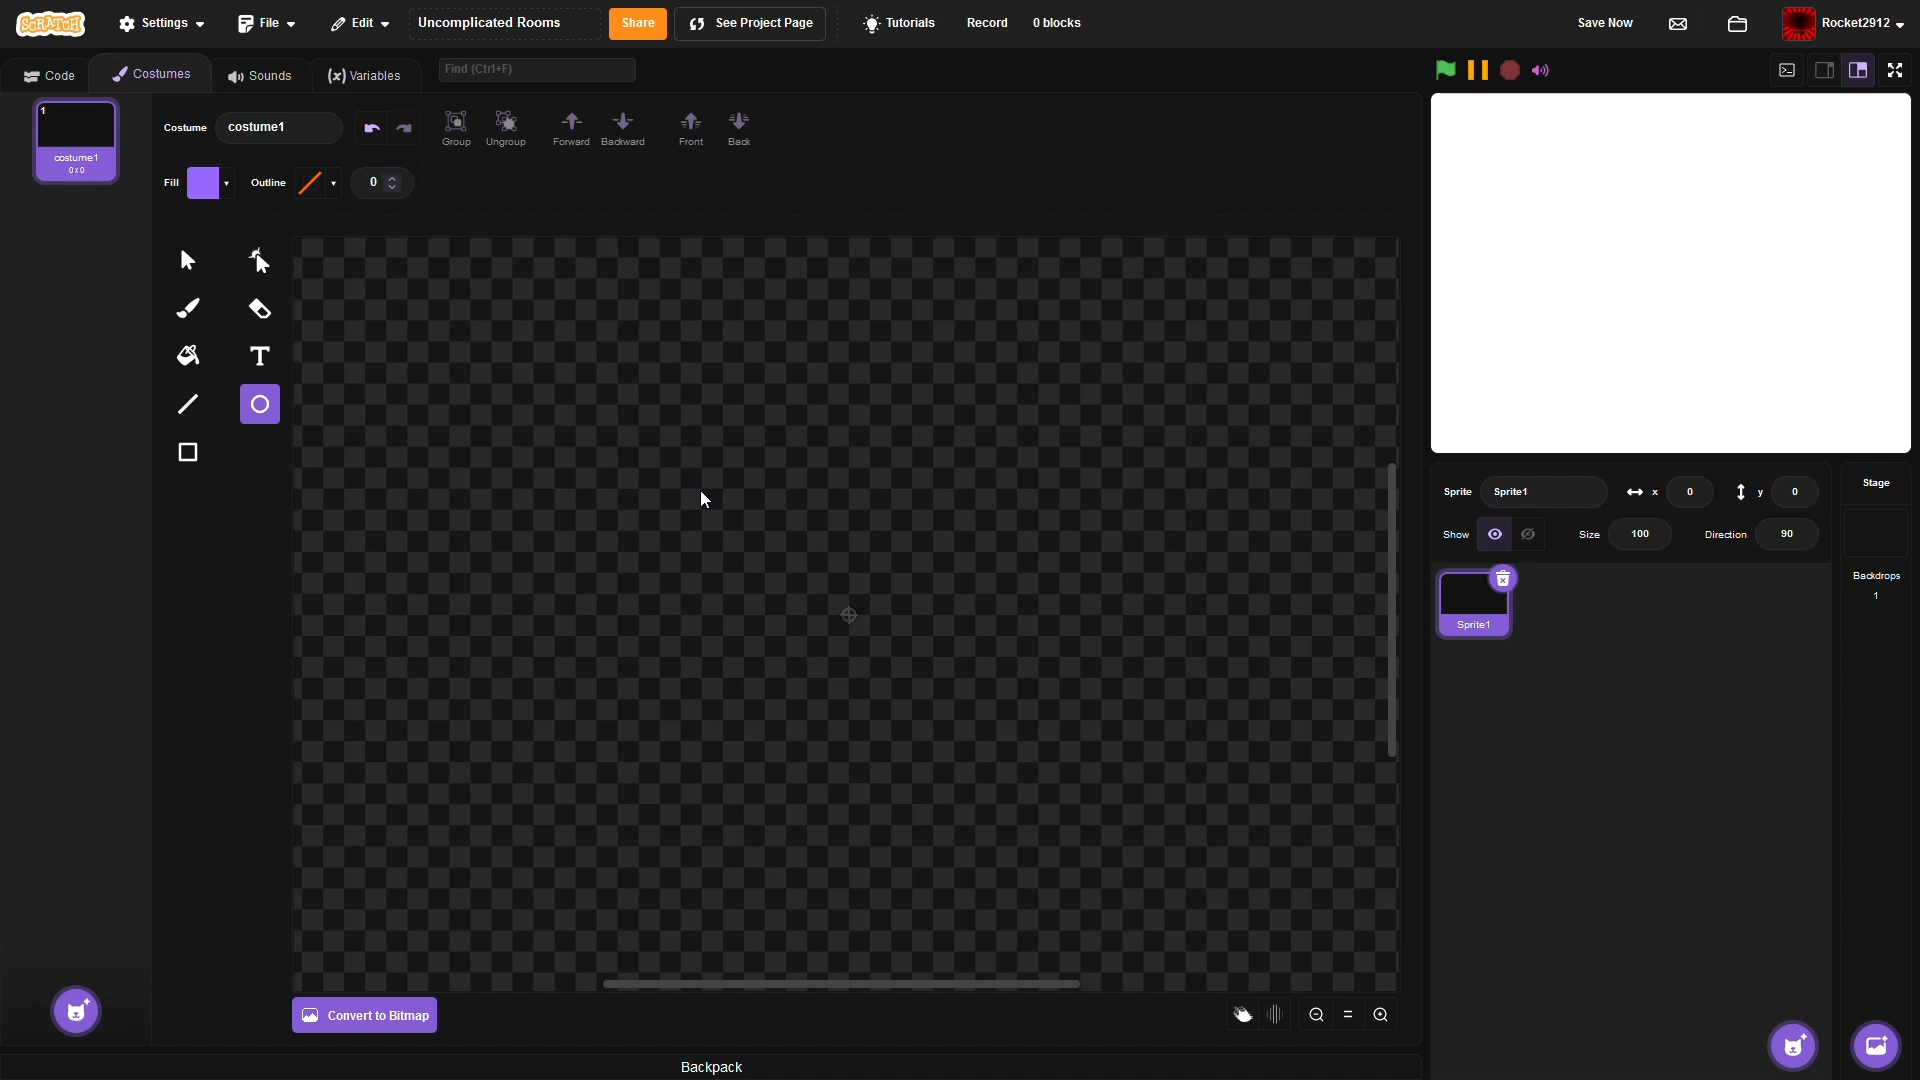 SCRATCH Settings File Edit Uncomplicated Rooms Share See Project Page Tutorials Record 0 blocks Save Now Rocket2912
Code Costumes Sounds (x) Variables Find (Ctrl+F)
1
costume1
0 x 0
Costume costume1 Group Ungroup Forward Backward Front Back
Fill Outline 0
T
Convert to Bitmap
Backpack
Sprite Sprite1 x 0 y 0
Show Size 100 Direction 90
Sprite1
Stage
Backdrops
1